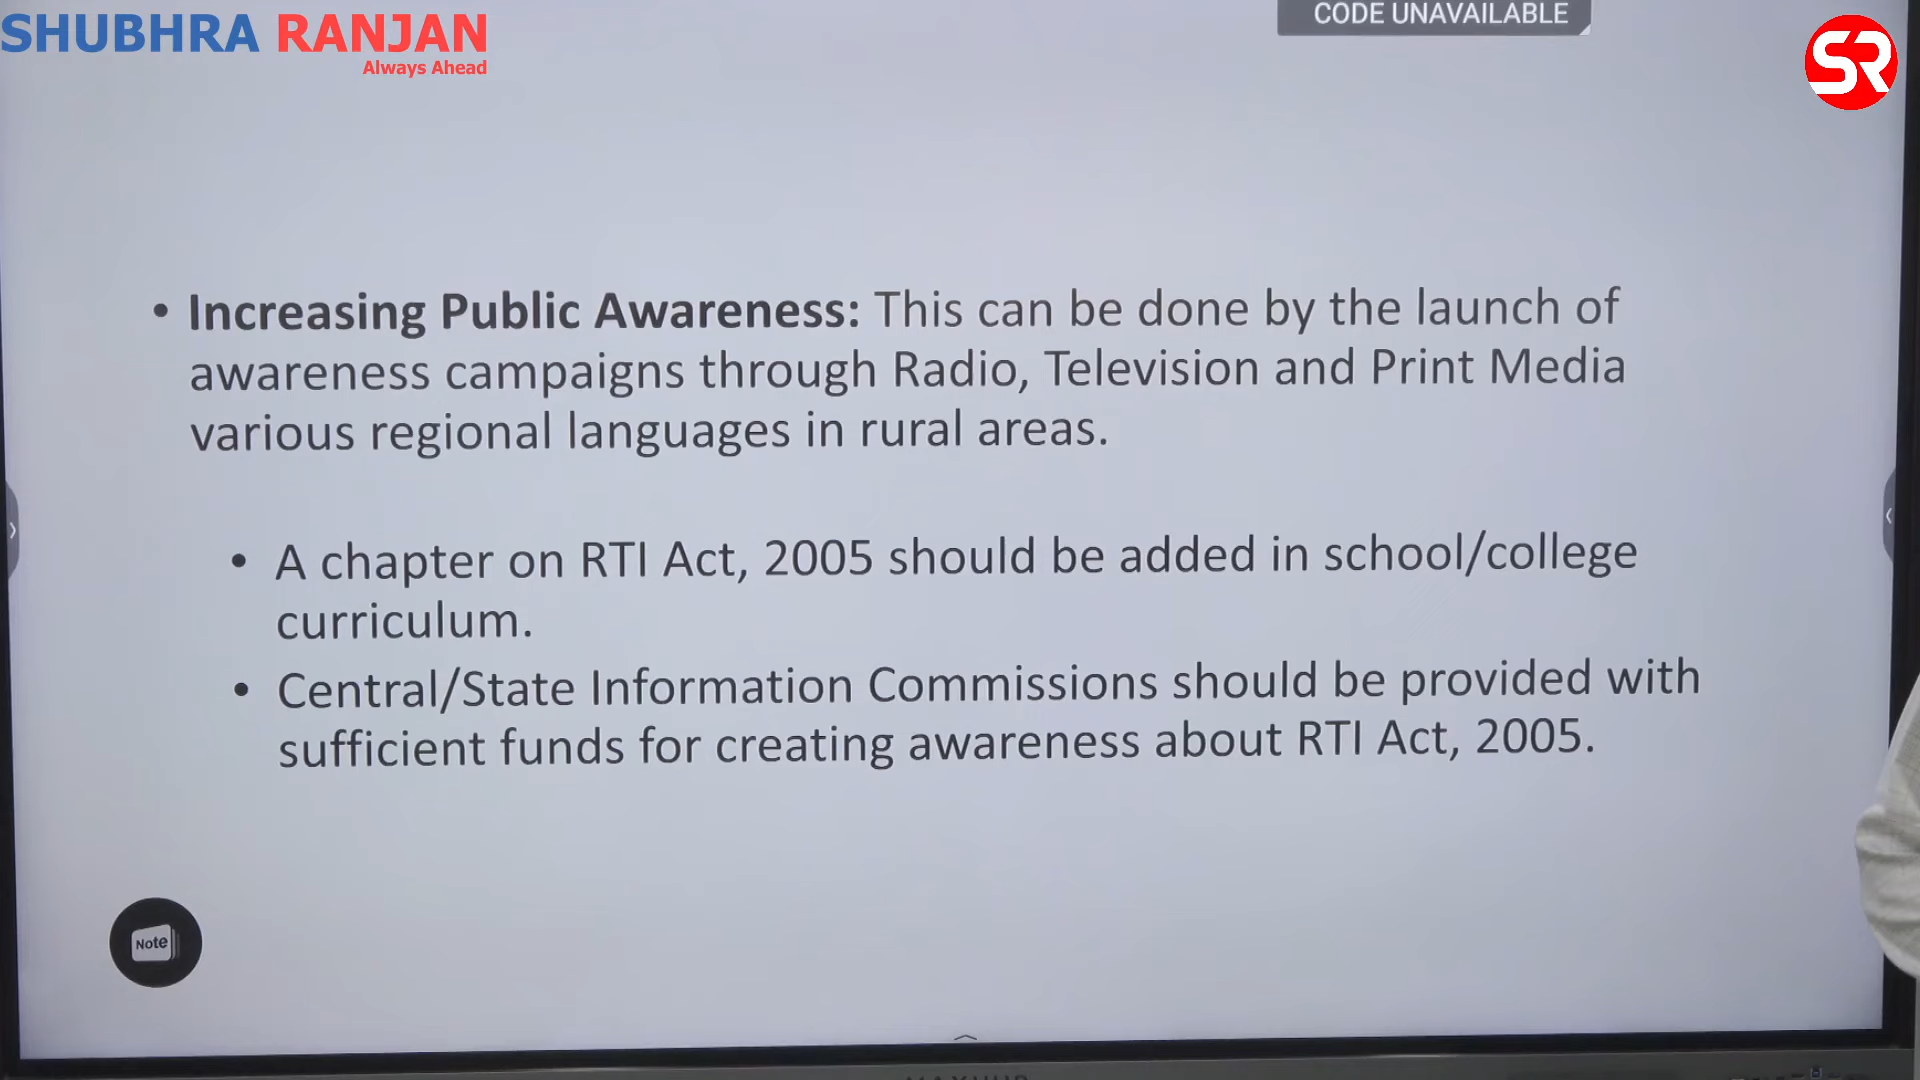 SHUBHRA RANJAN
Always Ahead
CODE UNAVAILABLE
SR
• Increasing Public Awareness: This can be done by the launch of
awareness campaigns through Radio, Television and Print Media
various regional languages in rural areas.
• A chapter on RTI Act, 2005 should be added in school/college
curriculum.
• Central/State Information Commissions should be provided with
sufficient funds for creating awareness about RTI Act, 2005.
Note